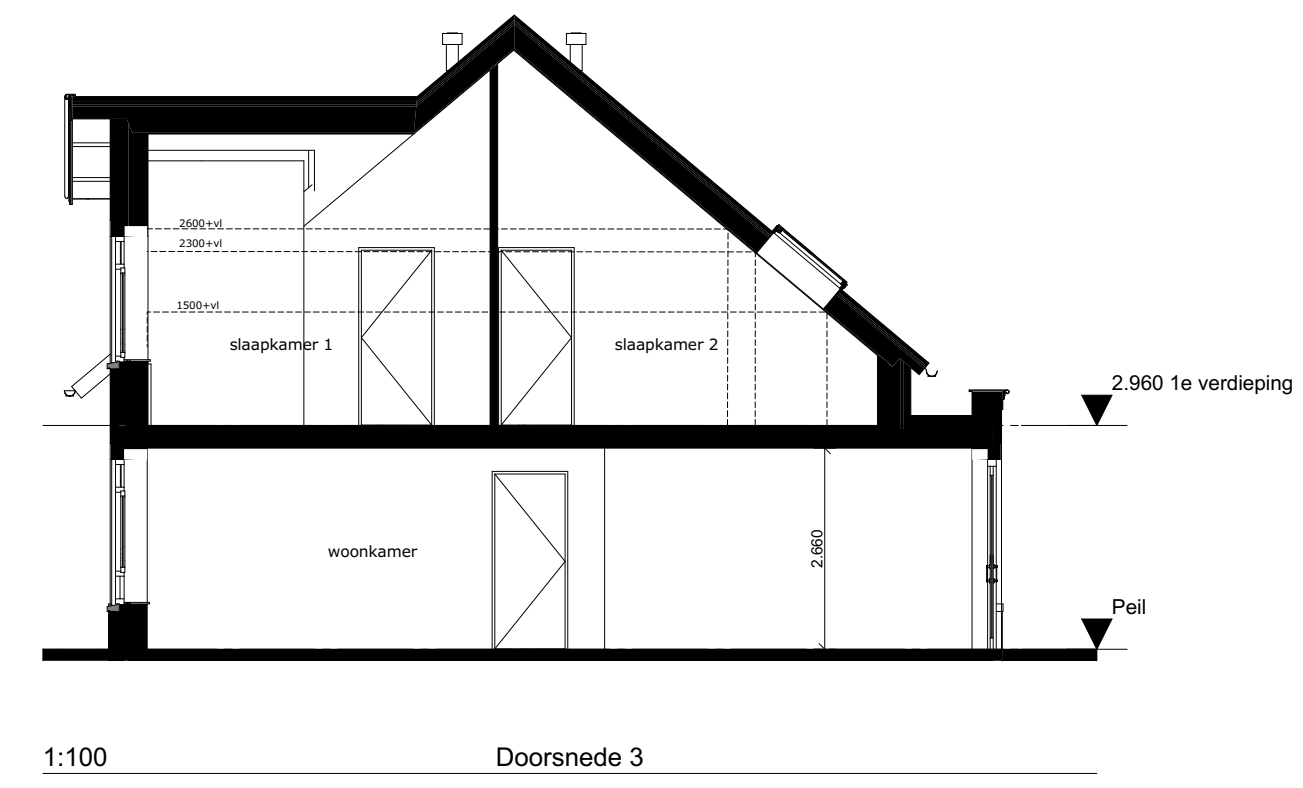 2600+vl
2300+vl
1500+vl
slaapkamer 1
slaapkamer 2
2.960 1e verdieping
woonkamer
2.660
Peil
1:100
Doorsnede 3